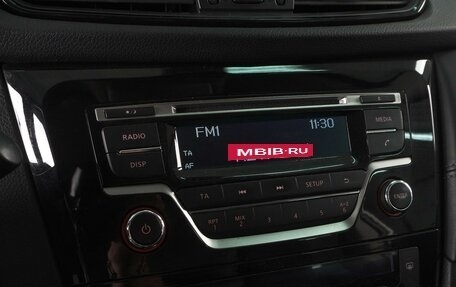 RADIO
DISP
FM1 11:30
TA
AF
MBIB.RU
MEDIA
TA SETUP
RPT MIX A-B
1 2 3 4 5 6
ENTER